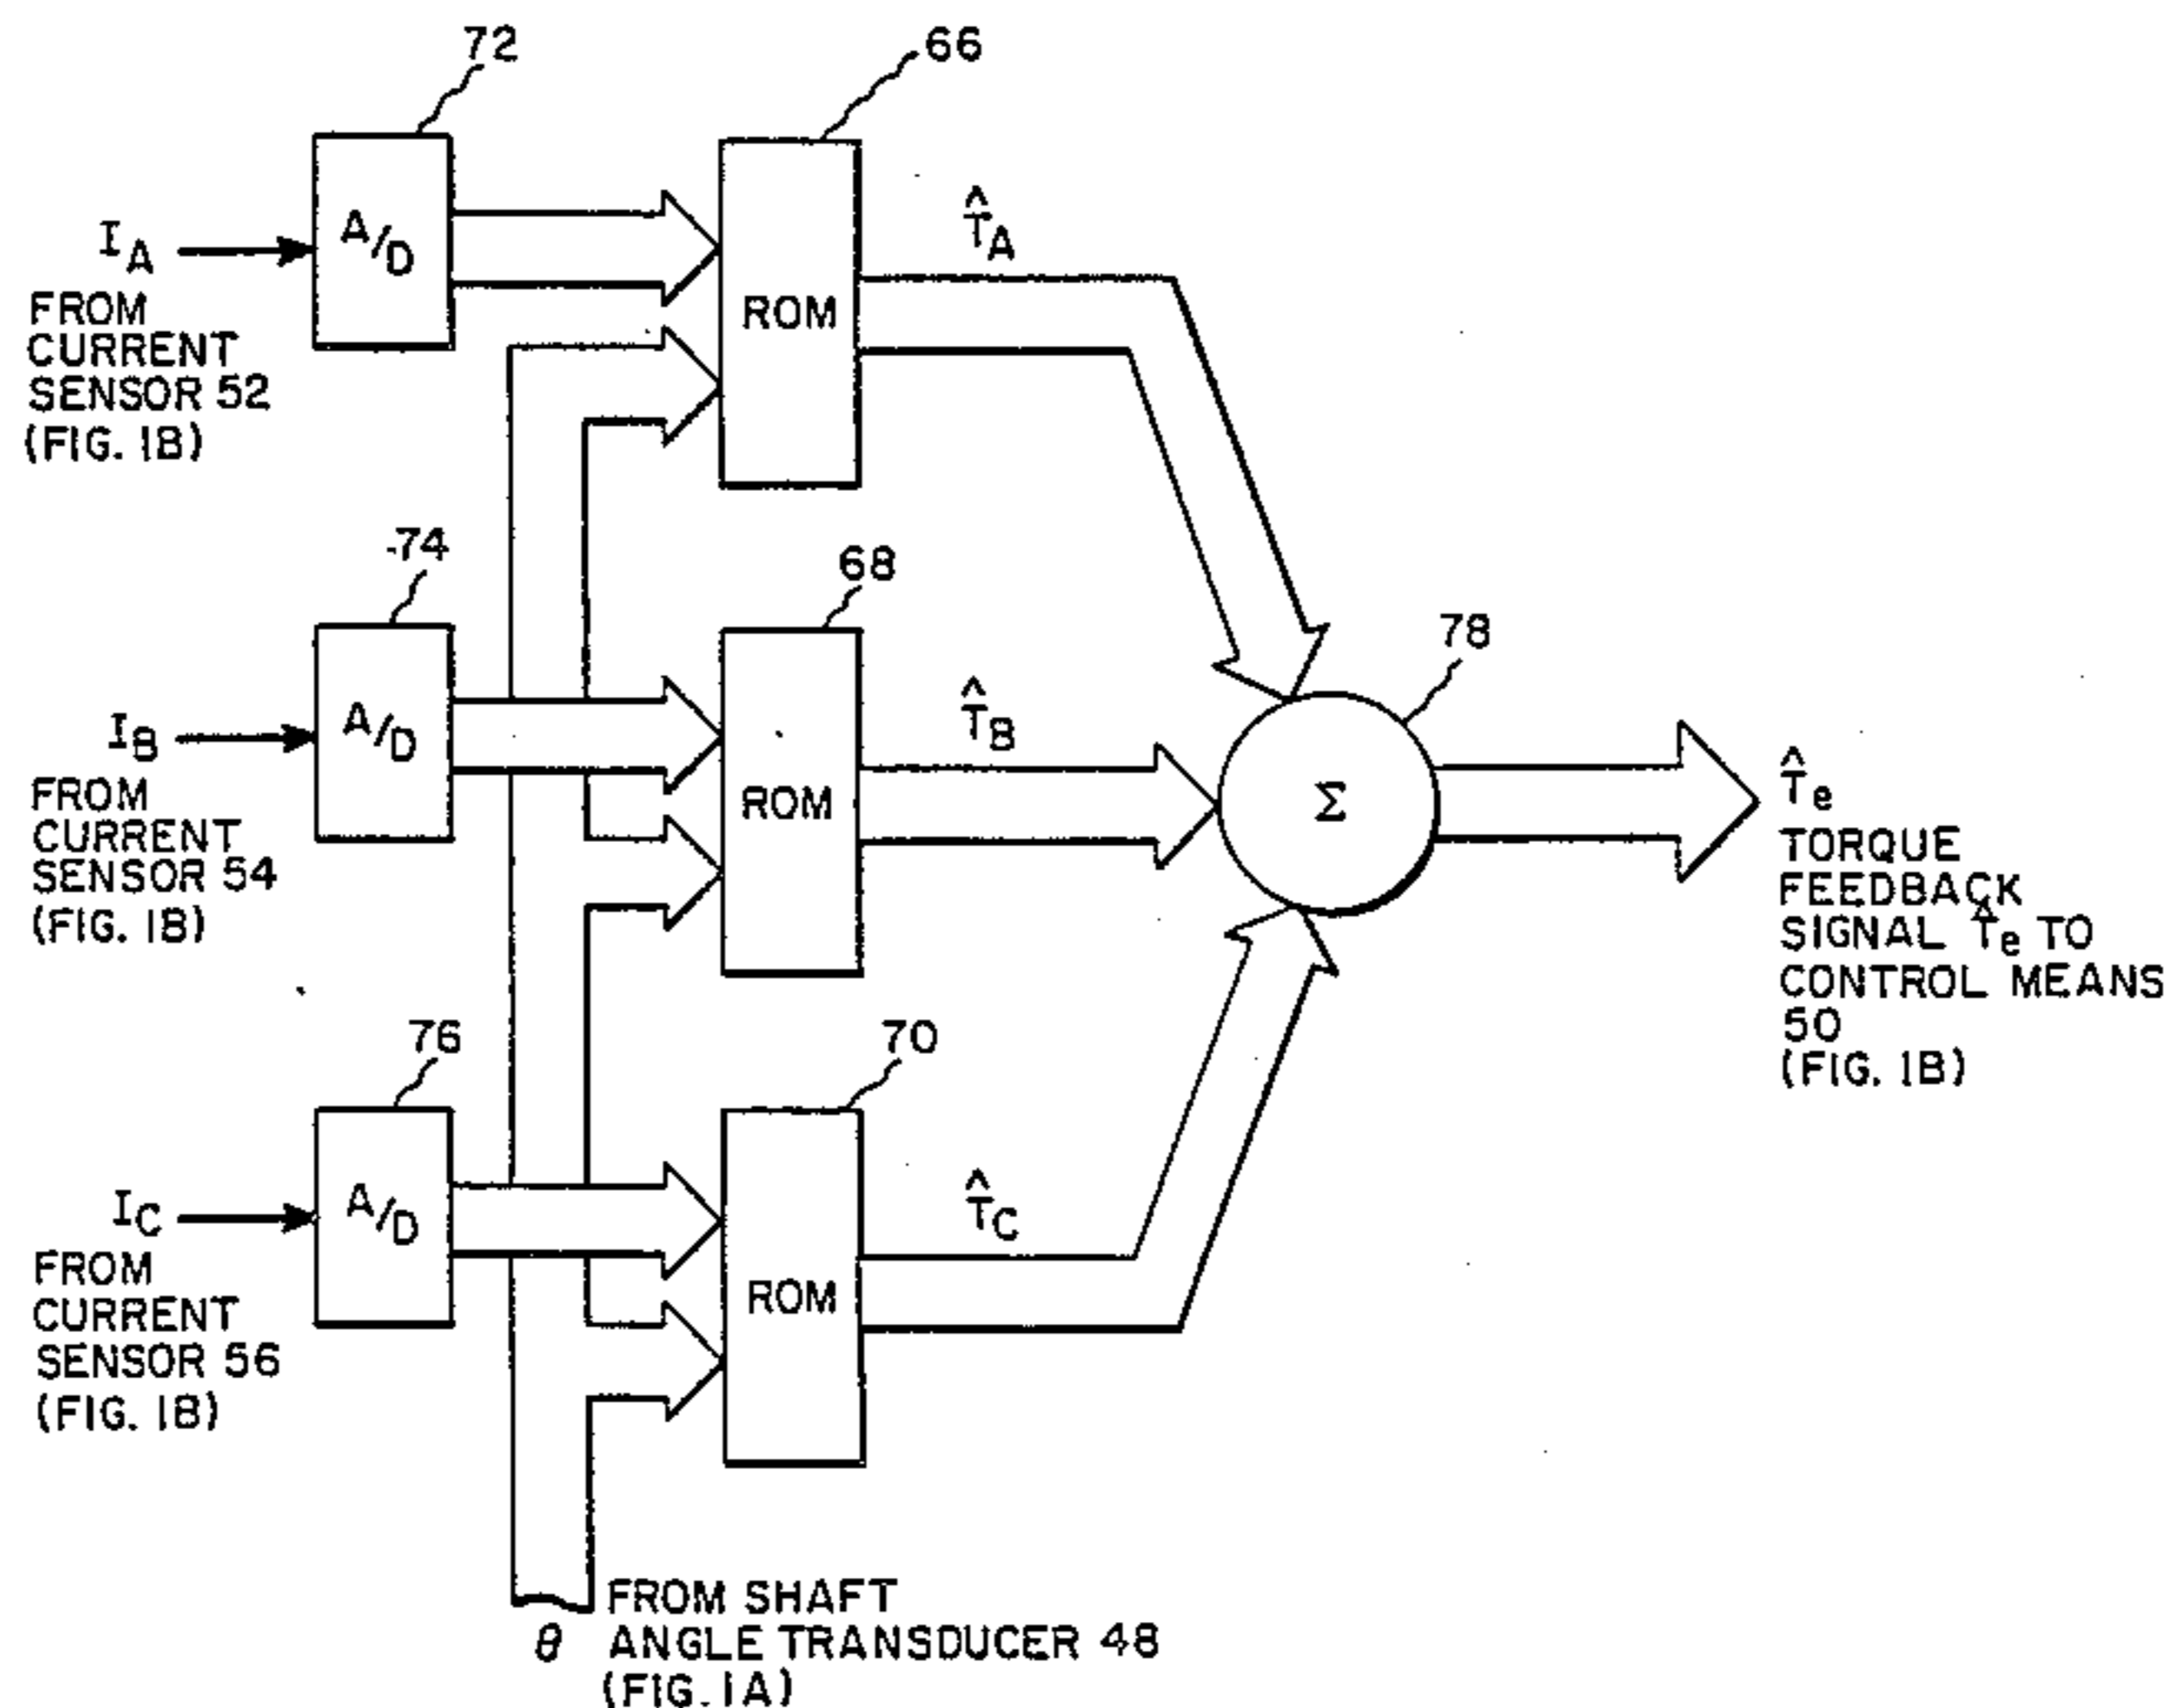 72
66
A/D
ROM
T̂A
IA
FROM
CURRENT
SENSOR 52
(FIG. 1B)
74
68
78
A/D
ROM
T̂B
Σ
IB
FROM
CURRENT
SENSOR 54
(FIG. 1B)
T̂e
TORQUE
FEEDBACK
SIGNAL T̂e TO
CONTROL MEANS
50
(FIG. 1B)
76
70
A/D
ROM
T̂C
IC
FROM
CURRENT
SENSOR 56
(FIG. 1B)
θ
FROM SHAFT
ANGLE TRANSDUCER 48
(FIG. 1A)